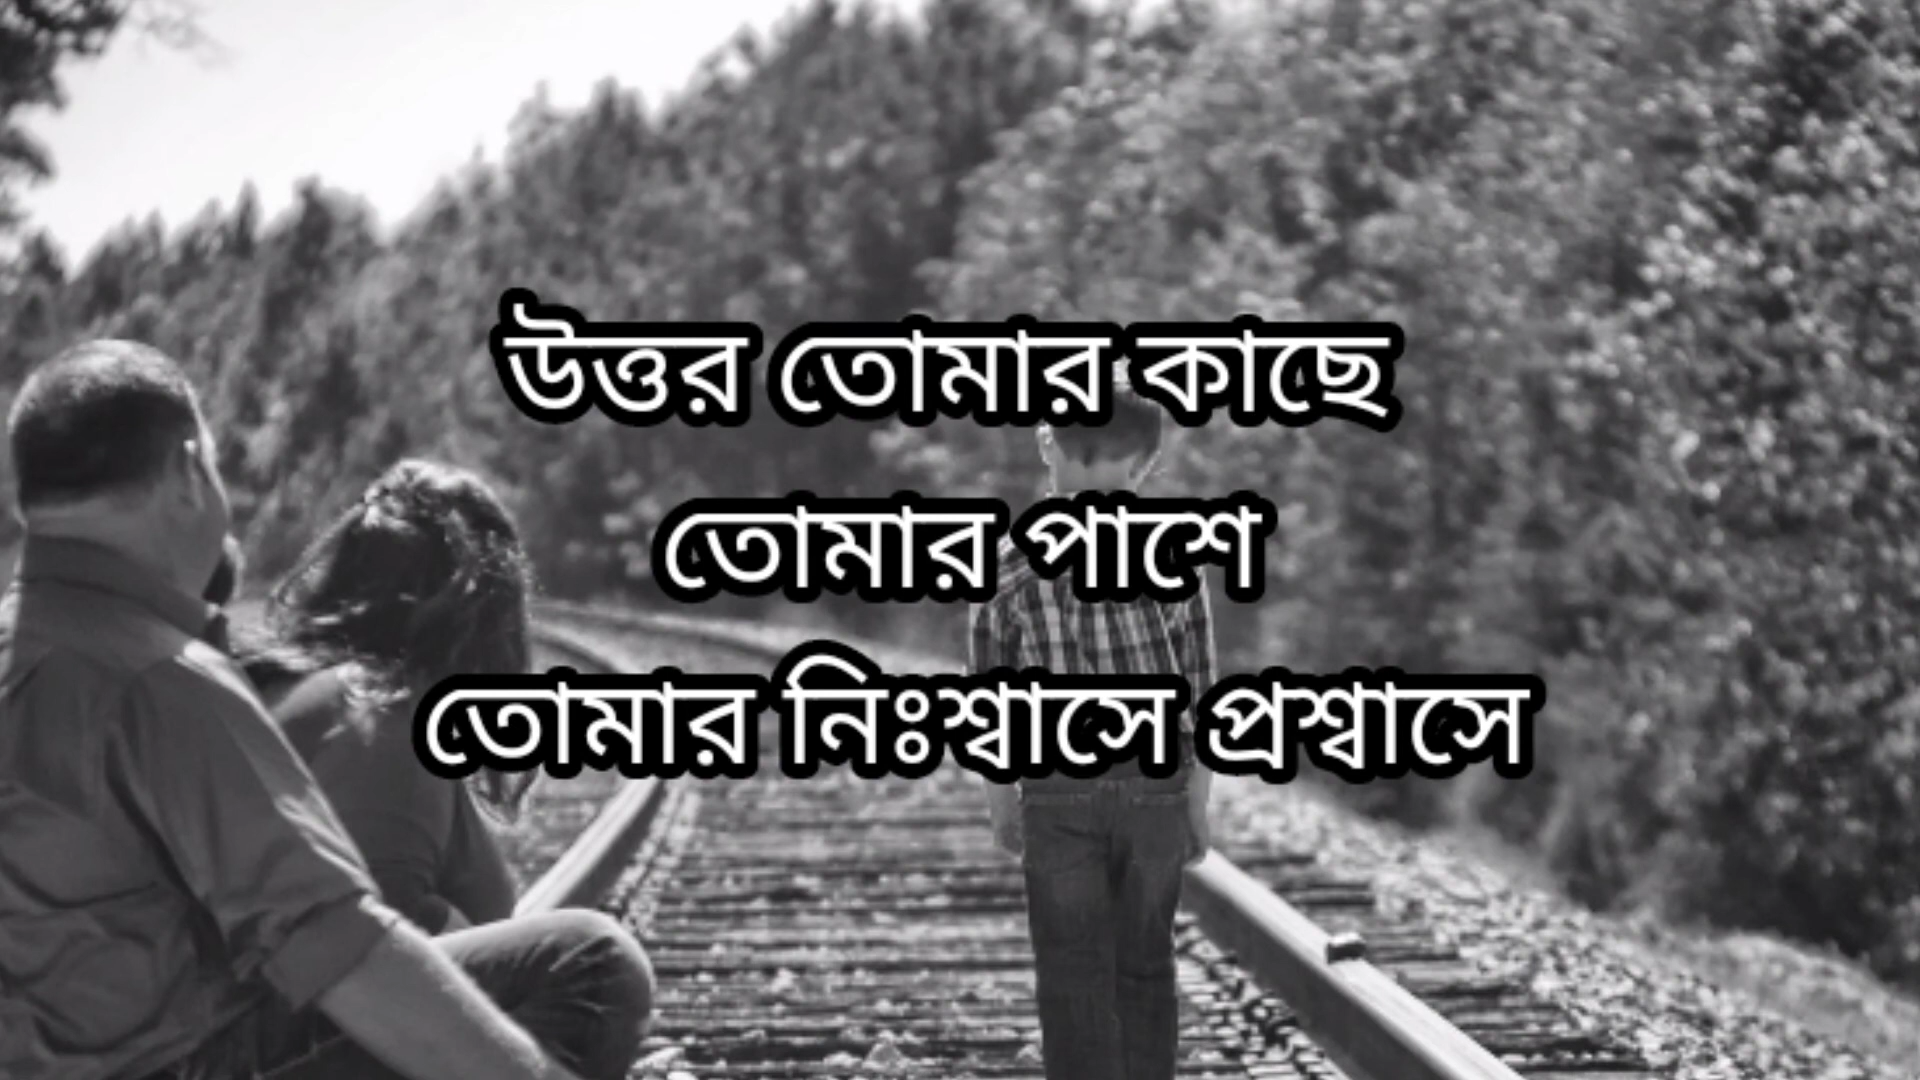 উত্তর তোমার কাছে
তোমার পাশে
তোমার নিঃশ্বাসে প্রশ্বাসে